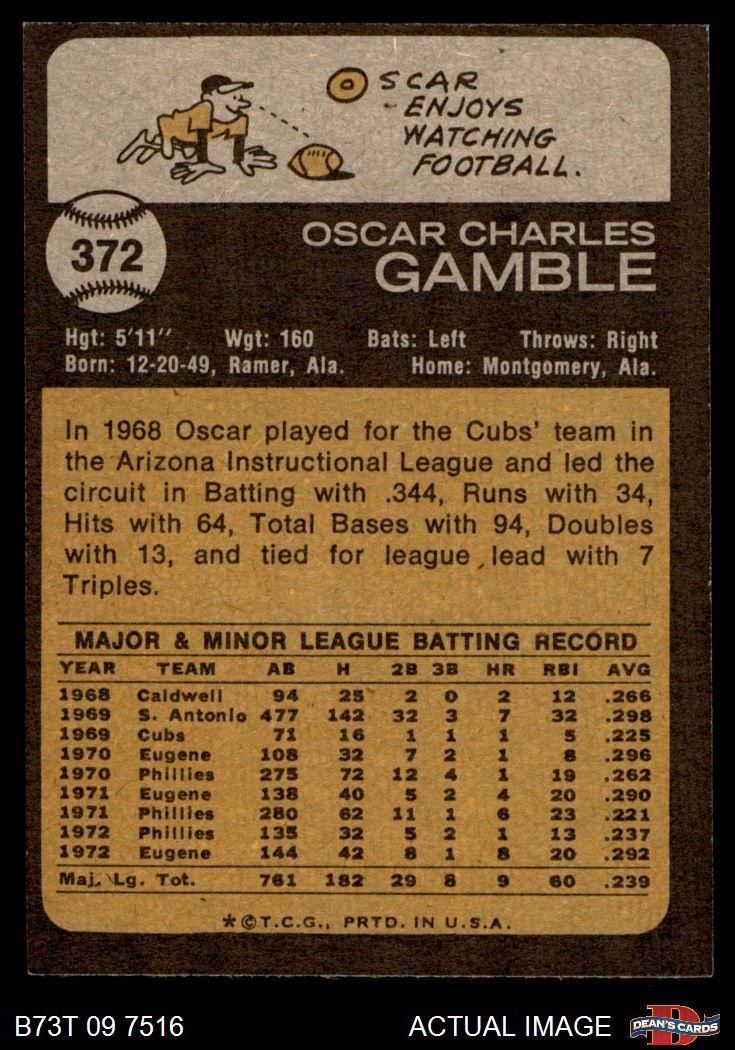 OSCAR
ENJOYS
WATCHING
FOOTBALL.
372
OSCAR CHARLES
GAMBLE
Hgt: 5'11" Wgt: 160 Bats: Left Throws: Right
Born: 12-20-49, Ramer, Ala. Home: Montgomery, Ala.
In 1968 Oscar played for the Cubs' team in
the Arizona Instructional League and led the
circuit in Batting with .344, Runs with 34,
Hits with 64, Total Bases with 94, Doubles
with 13, and tied for league lead with 7
Triples.
MAJOR & MINOR LEAGUE BATTING RECORD
YEAR TEAM AB H 2B 3B HR RBI AVG
1968 Caldwell 94 25 2 0 2 12 .266
1969 S. Antonio 477 142 32 3 7 32 .298
1969 Cubs 71 16 1 1 1 5 .225
1970 Eugene 108 32 7 2 1 8 .296
1970 Phillies 275 72 12 4 1 19 .262
1971 Eugene 138 40 5 2 4 20 .290
1971 Phillies 280 62 11 1 6 23 .221
1972 Phillies 135 32 5 2 1 13 .237
1972 Eugene 144 42 8 1 8 20 .292
Maj. Lg. Tot. 761 182 29 8 9 60 .239
*©T.C.G., PRTD. IN U.S.A.
B73T 09 7516 ACTUAL IMAGE
D
DEAN'S CARDS